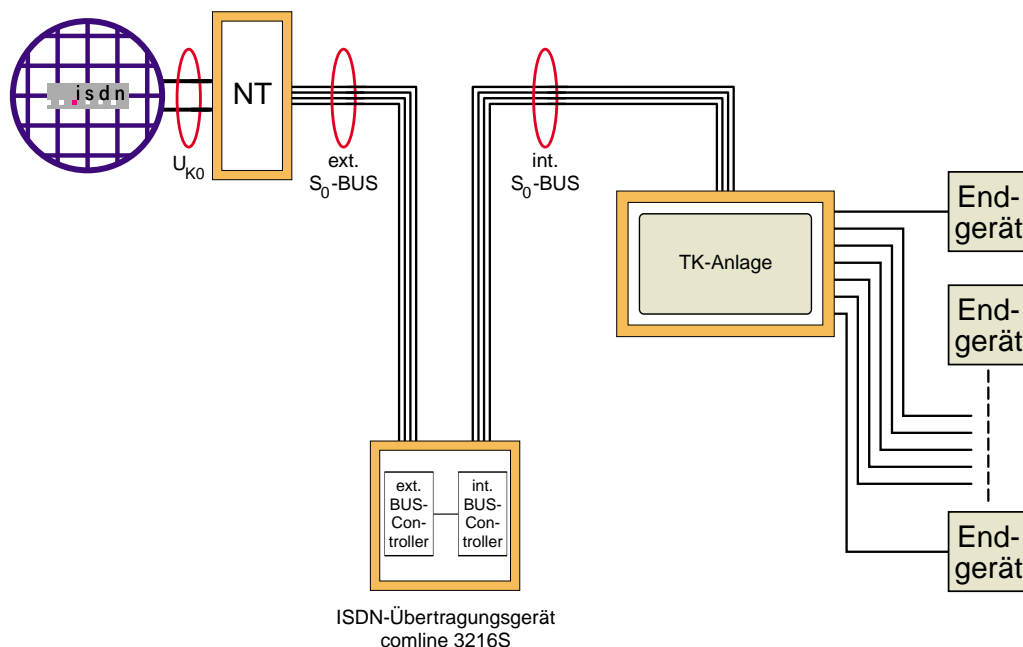 isdn
NT
U K0
ext.
S0-BUS
int.
S0-BUS
TK-Anlage
End-
gerät
End-
gerät
End-
gerät
ext.
BUS-
Con-
troller
int.
BUS-
Con-
troller
ISDN-Übertragungsgerät
comline 3216S